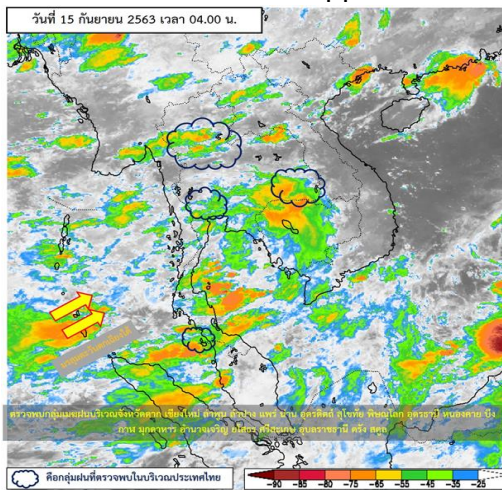 วันที่ 15 กันยายน 2563 เวลา 04.00 น.
ตรวจพบกลุ่มเมฆฝนบริเวณจังหวัดตาก เชียงใหม่ ลำพูน ลำปาง แพร่ น่าน อุตรดิตถ์ สุโขทัย พิษณุโลก อุดรธานี หนองคาย บึง
กาฬ มุกดาหาร อำนาจเจริญ ยโสธร ศรีสะเกษ อุบลราชธานี ตรัง สตูล
คือกลุ่มฝนที่ตรวจพบในบริเวณประเทศไทย
-90 -85 -80 -75 -65 -55 -45 -35 -25